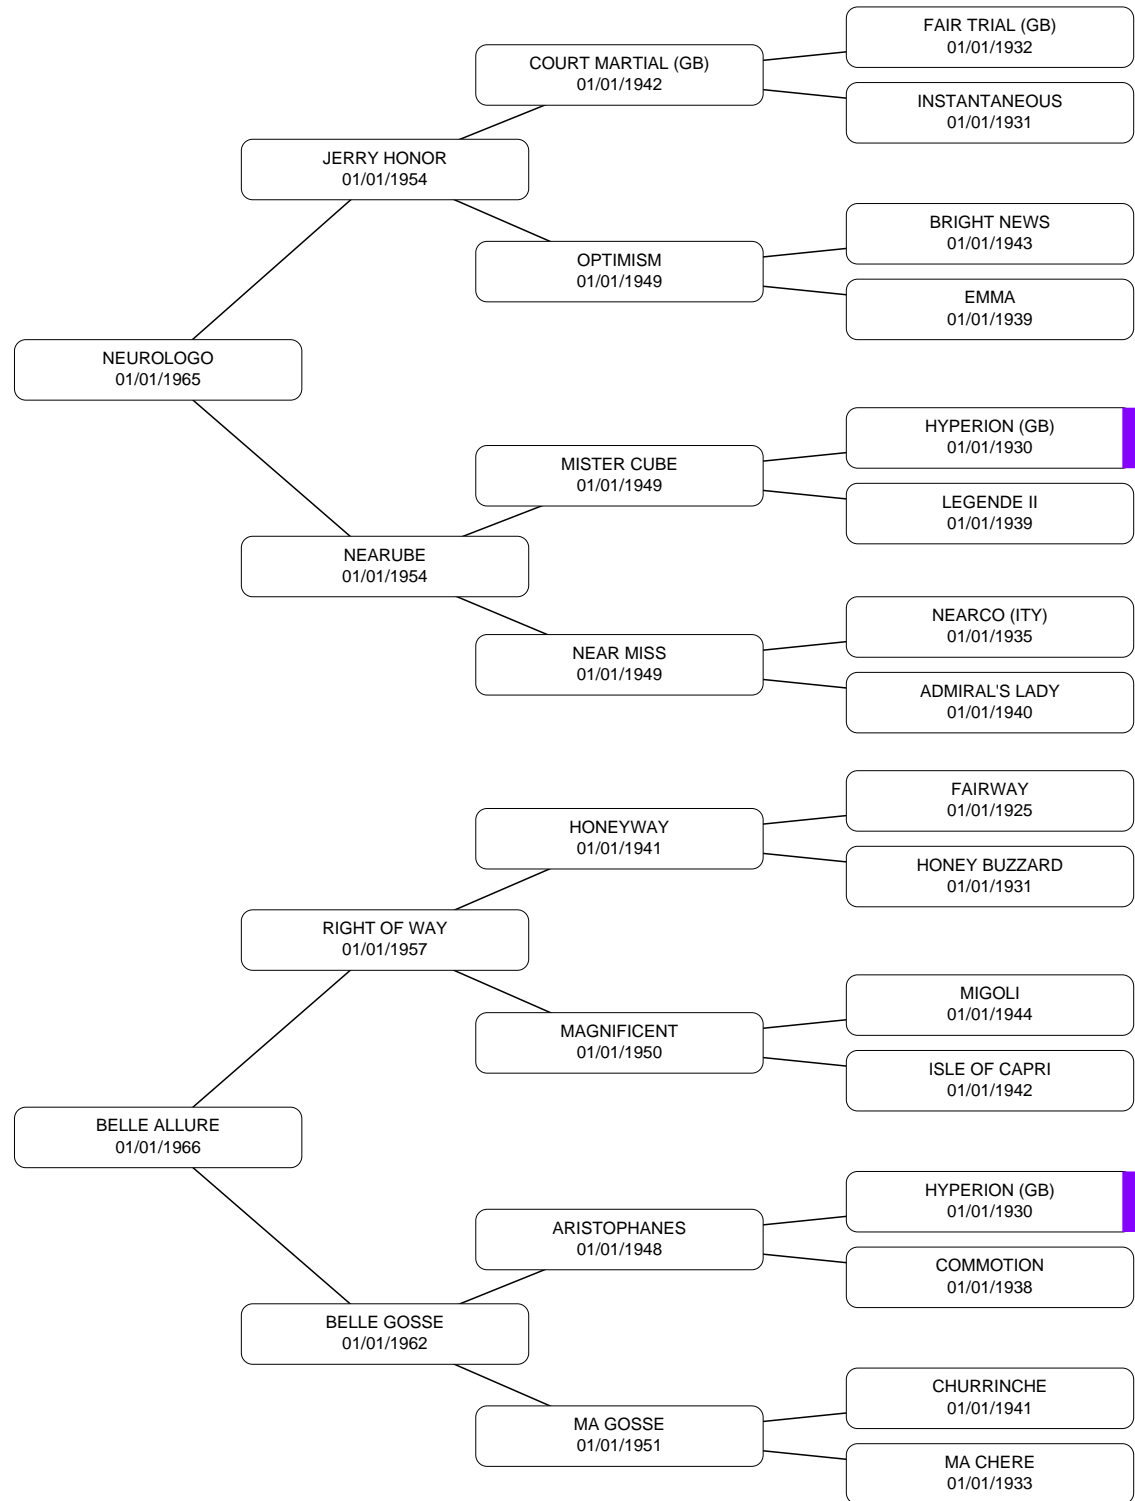 FAIR TRIAL (GB)
01/01/1932
COURT MARTIAL (GB)
01/01/1942
INSTANTANEOUS
01/01/1931
JERRY HONOR
01/01/1954
BRIGHT NEWS
01/01/1943
OPTIMISM
01/01/1949
EMMA
01/01/1939
NEUROLOGO
01/01/1965
HYPERION (GB)
01/01/1930
MISTER CUBE
01/01/1949
LEGENDE II
01/01/1939
NEARUBE
01/01/1954
NEARCO (ITY)
01/01/1935
NEAR MISS
01/01/1949
ADMIRAL'S LADY
01/01/1940
FAIRWAY
01/01/1925
HONEYWAY
01/01/1941
HONEY BUZZARD
01/01/1931
RIGHT OF WAY
01/01/1957
MIGOLI
01/01/1944
MAGNIFICENT
01/01/1950
ISLE OF CAPRI
01/01/1942
BELLE ALLURE
01/01/1966
HYPERION (GB)
01/01/1930
ARISTOPHANES
01/01/1948
COMMOTION
01/01/1938
BELLE GOSSE
01/01/1962
CHURRINCHE
01/01/1941
MA GOSSE
01/01/1951
MA CHERE
01/01/1933